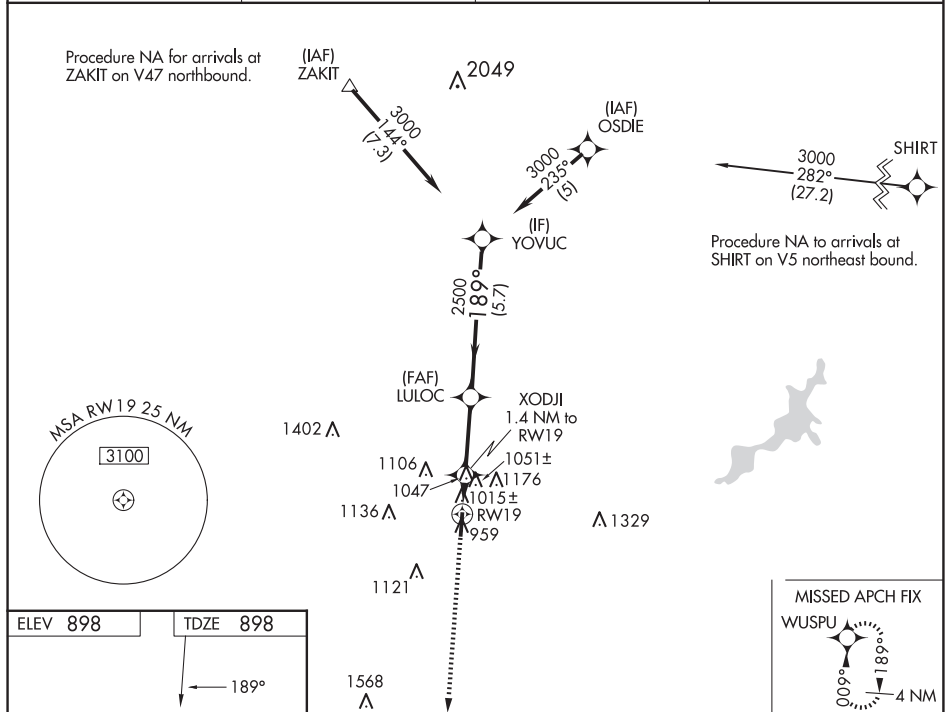 Procedure NA for arrivals at
ZAKIT on V47 northbound.
(IAF)
ZAKIT
2049
3000
144°
(7.3)
(IAF)
OSDIE
3000
235°
(5)
SHIRT
3000
282°
(27.2)
(IF)
YOVUC
Procedure NA to arrivals at
SHIRT on V5 northeast bound.
2500
189°
(5.7)
(FAF)
LULOC
XODJI
1.4 NM to
RW19
MSA RW19 25 NM
3100
1402
1106
1051±
1047
1176
1015±
1136
RW19
1329
959
1121
ELEV 898
TDZE 898
189°
1568
MISSED APCH FIX
WUSPU
009°
189°
4 NM